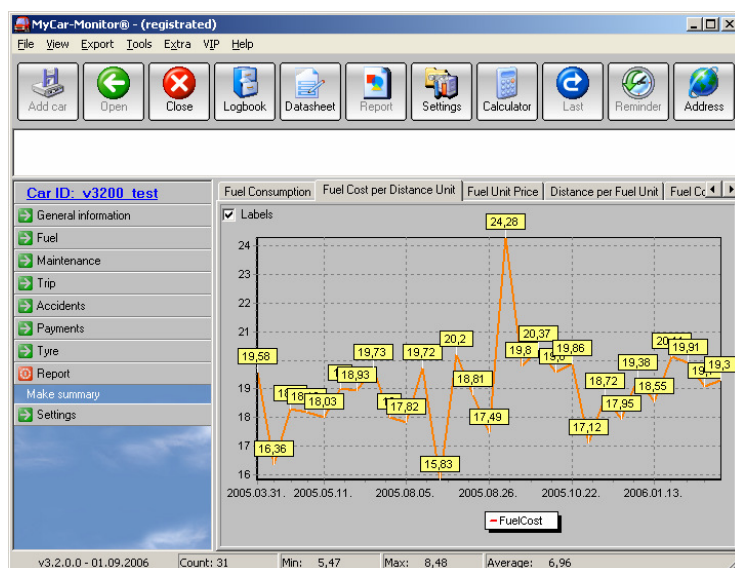 MyCar-Monitor® - (registrated)
File View Export Tools Extra VIP Help
Add car Open Close Logbook Datasheet Report Settings Calculator Last Reminder Address
Car ID: v3200 test
General information
Fuel
Maintenance
Trip
Accidents
Payments
Tyre
Report
Make summary
Settings
Fuel Consumption Fuel Cost per Distance Unit Fuel Unit Price Distance per Fuel Unit Fuel
Labels
24,28
24
23
22
21
20,2 20,37
20
19,58 19,73 19,72 19,8 19,86 19,38 19,91 19,3
19
18,93 18,81 18,72 18,55
18,03 17,82 17,95
18
17,49 17,12
17
16,36
15,83
16
2005.03.31. 2005.05.11. 2005.08.05. 2005.08.26. 2005.10.22. 2006.01.13.
FuelCost
v3.2.0.0 - 01.09.2006 Count: 31 Min: 5,47 Max: 8,48 Average: 6,96